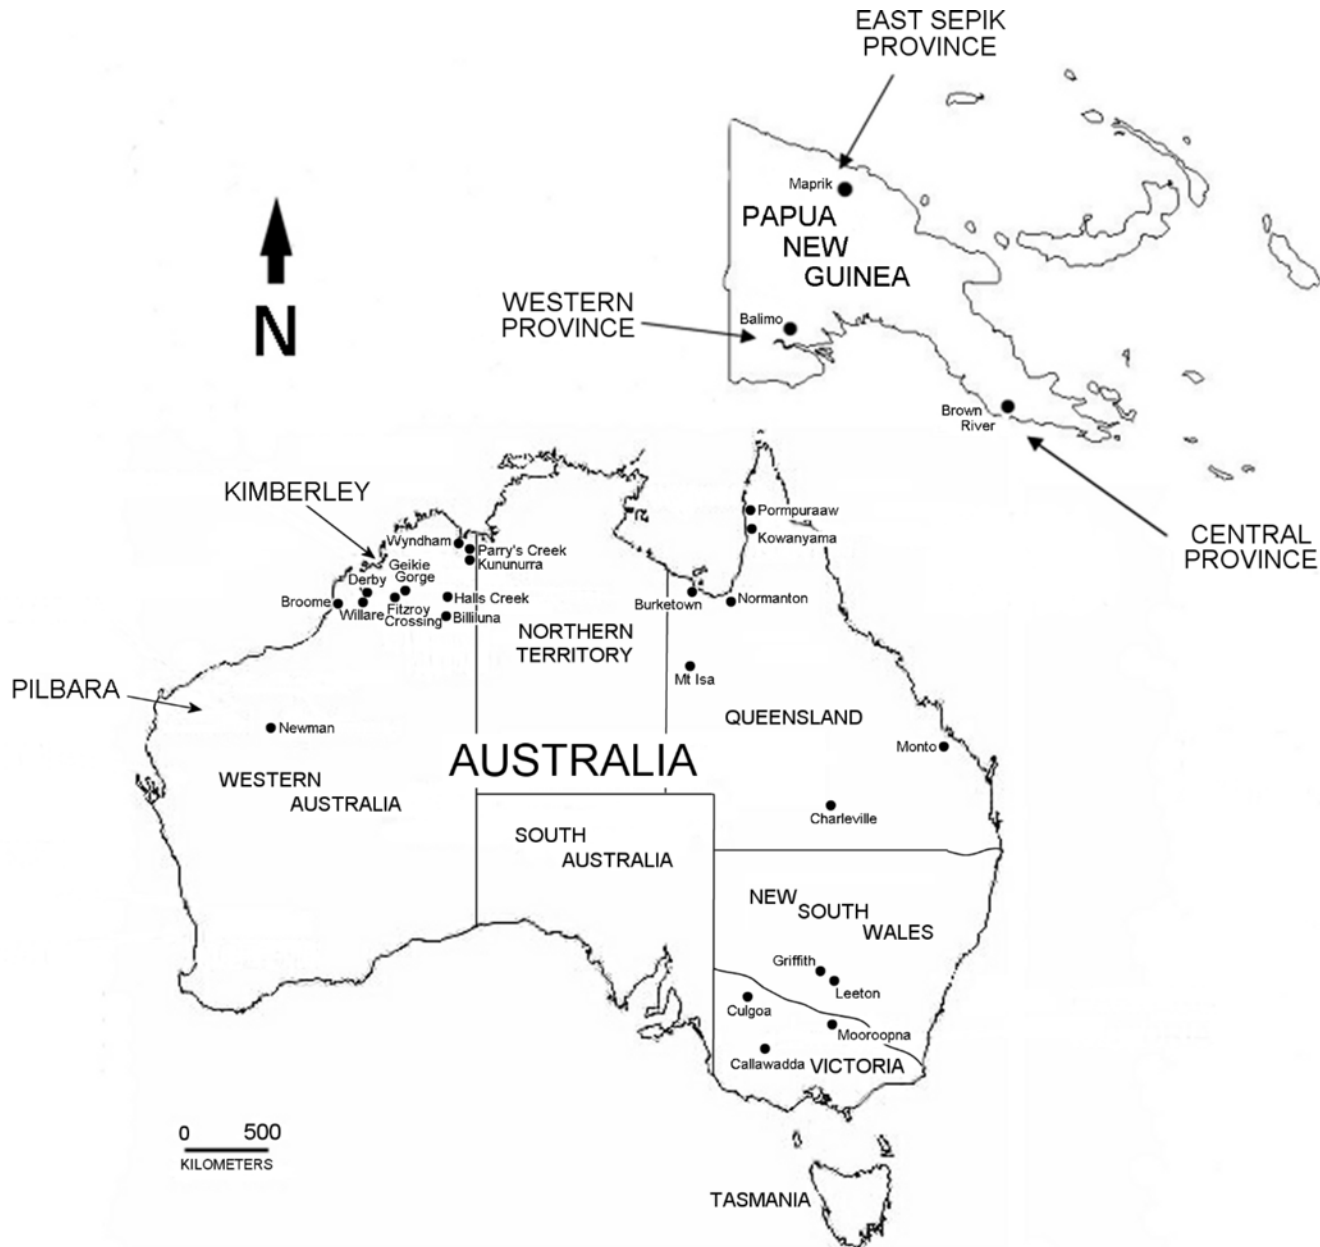 EAST SEPIK
PROVINCE
Maprik
PAPUA
NEW
GUINEA
WESTERN
PROVINCE
Balimo
N
Brown
River
CENTRAL
PROVINCE
KIMBERLEY
Pormpuraaw
Kowanyama
Wyndham
Parry's Creek
Kununurra
Geikie
Gorge
Derby
Broome
Willare
Fitzroy
Crossing
Halls Creek
Billiluna
Burketown
Normanton
NORTHERN
TERRITORY
Mt Isa
PILBARA
Newman
QUEENSLAND
Monto
AUSTRALIA
WESTERN
AUSTRALIA
Charleville
SOUTH
AUSTRALIA
NEW
SOUTH
WALES
Griffith
Leeton
Culgoa
Mooroopna
Callawadda
VICTORIA
0 500
KILOMETERS
TASMANIA